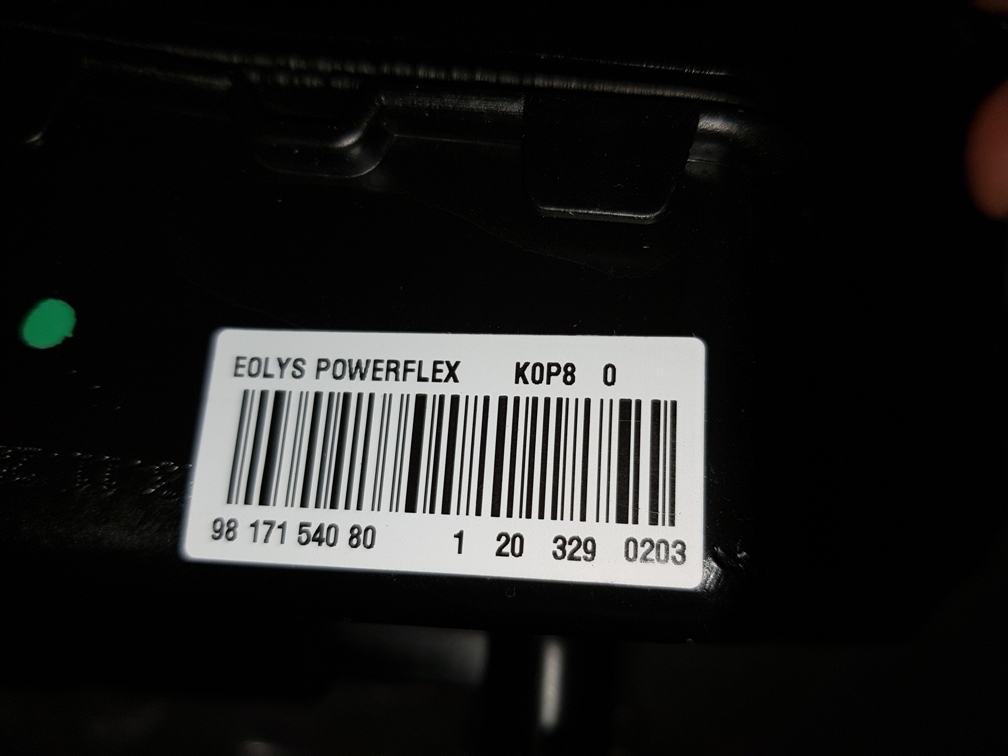 EOLYS POWERFLEX K0P8 0
98 171 540 80 1 20 329 0203